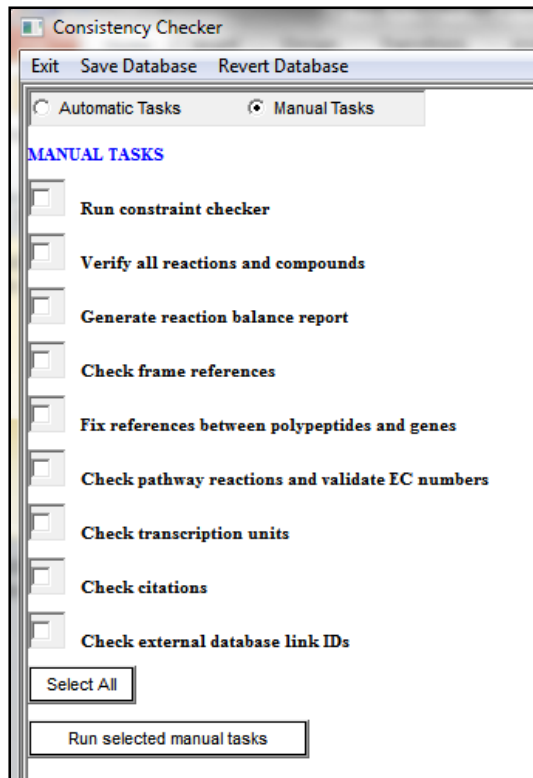 Consistency Checker
Exit Save Database Revert Database
Automatic Tasks Manual Tasks
MANUAL TASKS
Run constraint checker
Verify all reactions and compounds
Generate reaction balance report
Check frame references
Fix references between polypeptides and genes
Check pathway reactions and validate EC numbers
Check transcription units
Check citations
Check external database link IDs
Select All
Run selected manual tasks